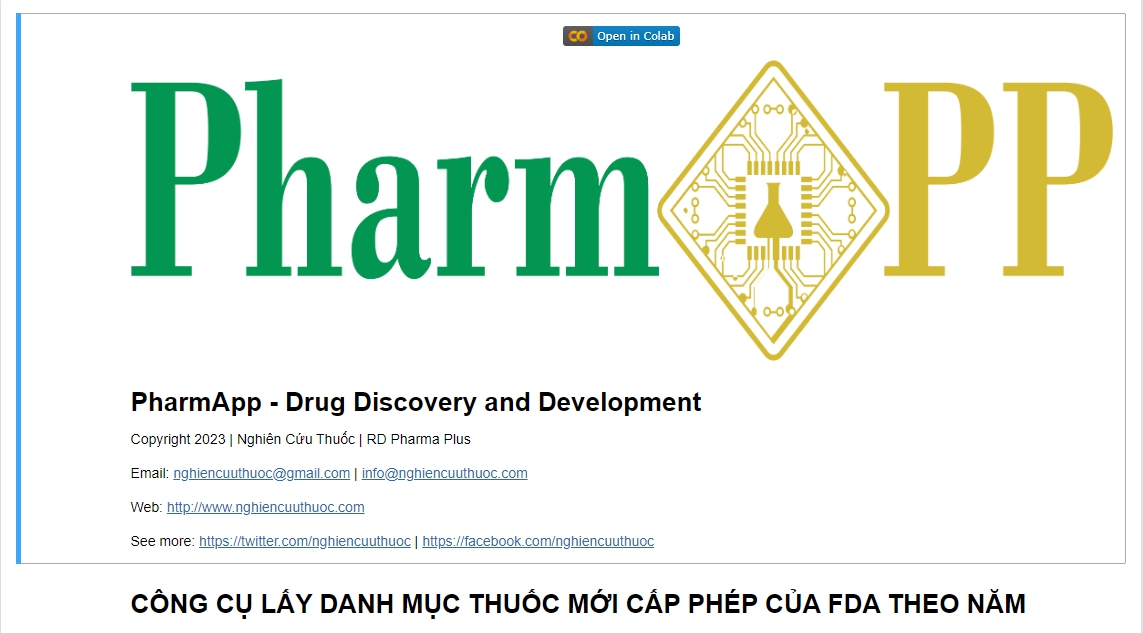 CO Open in Colab
PharmAPP
PharmApp - Drug Discovery and Development
Copyright 2023 | Nghiên Cứu Thuốc | RD Pharma Plus
Email: nghiencuuthuoc@gmail.com | info@nghiencuuthuoc.com
Web: http://www.nghiencuuthuoc.com
See more: https://twitter.com/nghiencuuthuoc | https://facebook.com/nghiencuuthuoc
CÔNG CỤ LẤY DANH MỤC THUỐC MỚI CẤP PHÉP CỦA FDA THEO NĂM